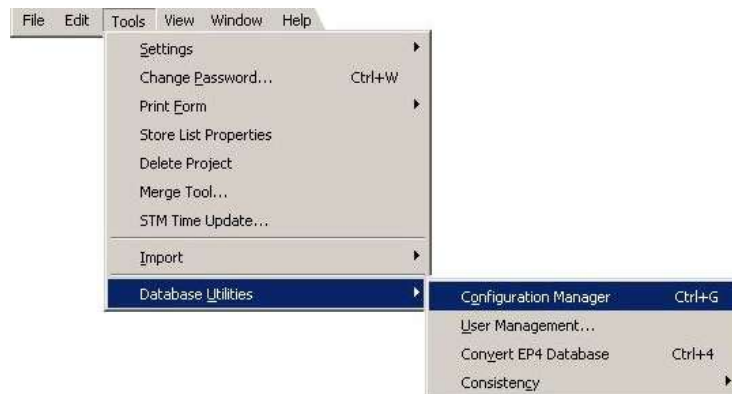 File Edit Tools View Window Help
Settings
Change Password... Ctrl+W
Print Form
Store List Properties
Delete Project
Merge Tool...
STM Time Update...
Import
Database Utilities
Configuration Manager Ctrl+G
User Management...
Convert EP4 Database Ctrl+4
Consistency